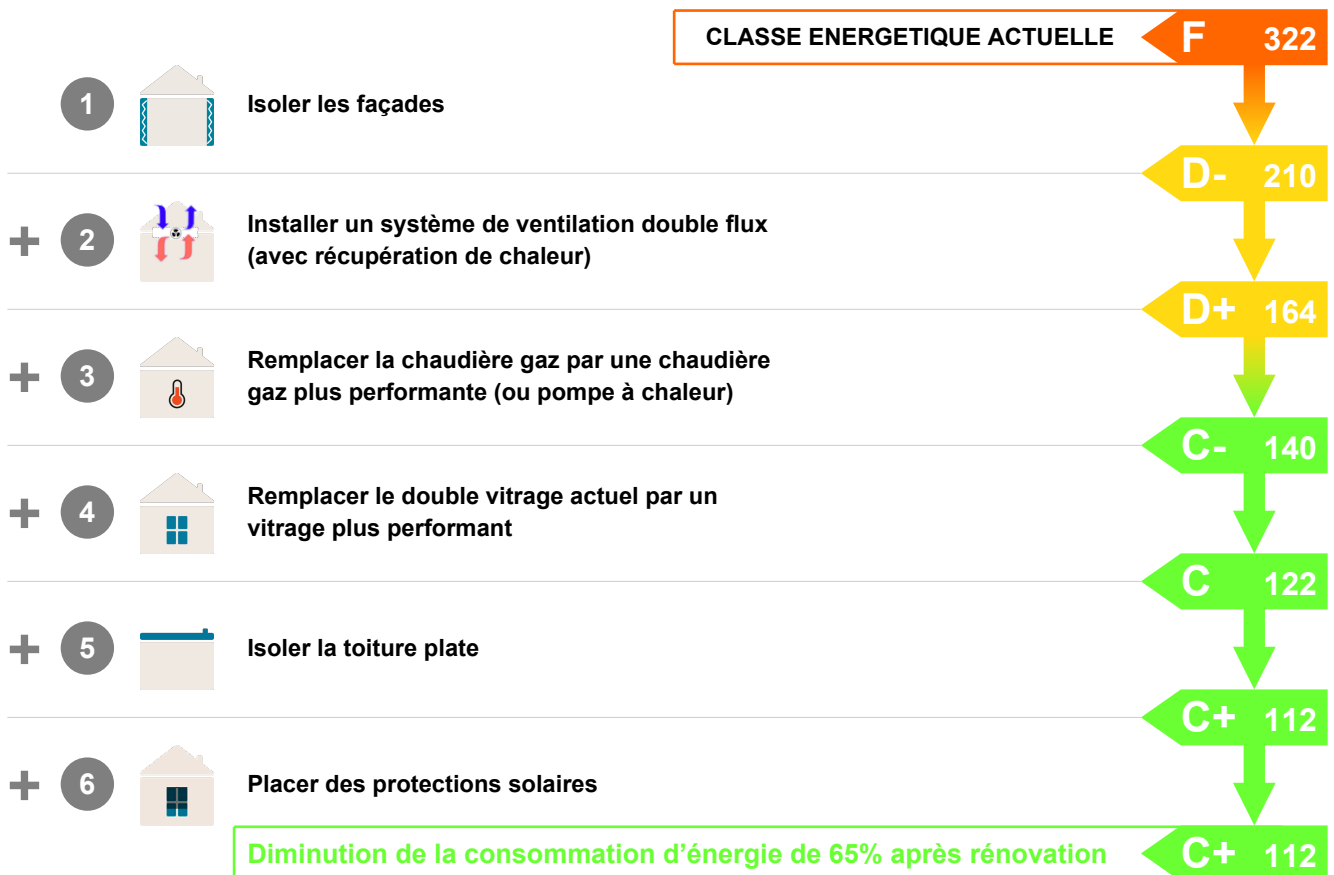 CLASSE ENERGETIQUE ACTUELLE F 322
1 Isoler les façades
D- 210
+ 2 Installer un système de ventilation double flux
(avec récupération de chaleur)
D+ 164
+ 3 Remplacer la chaudière gaz par une chaudière
gaz plus performante (ou pompe à chaleur)
C- 140
+ 4 Remplacer le double vitrage actuel par un
vitrage plus performant
C 122
+ 5 Isoler la toiture plate
C+ 112
+ 6 Placer des protections solaires
Diminution de la consommation d’énergie de 65% après rénovation C+ 112